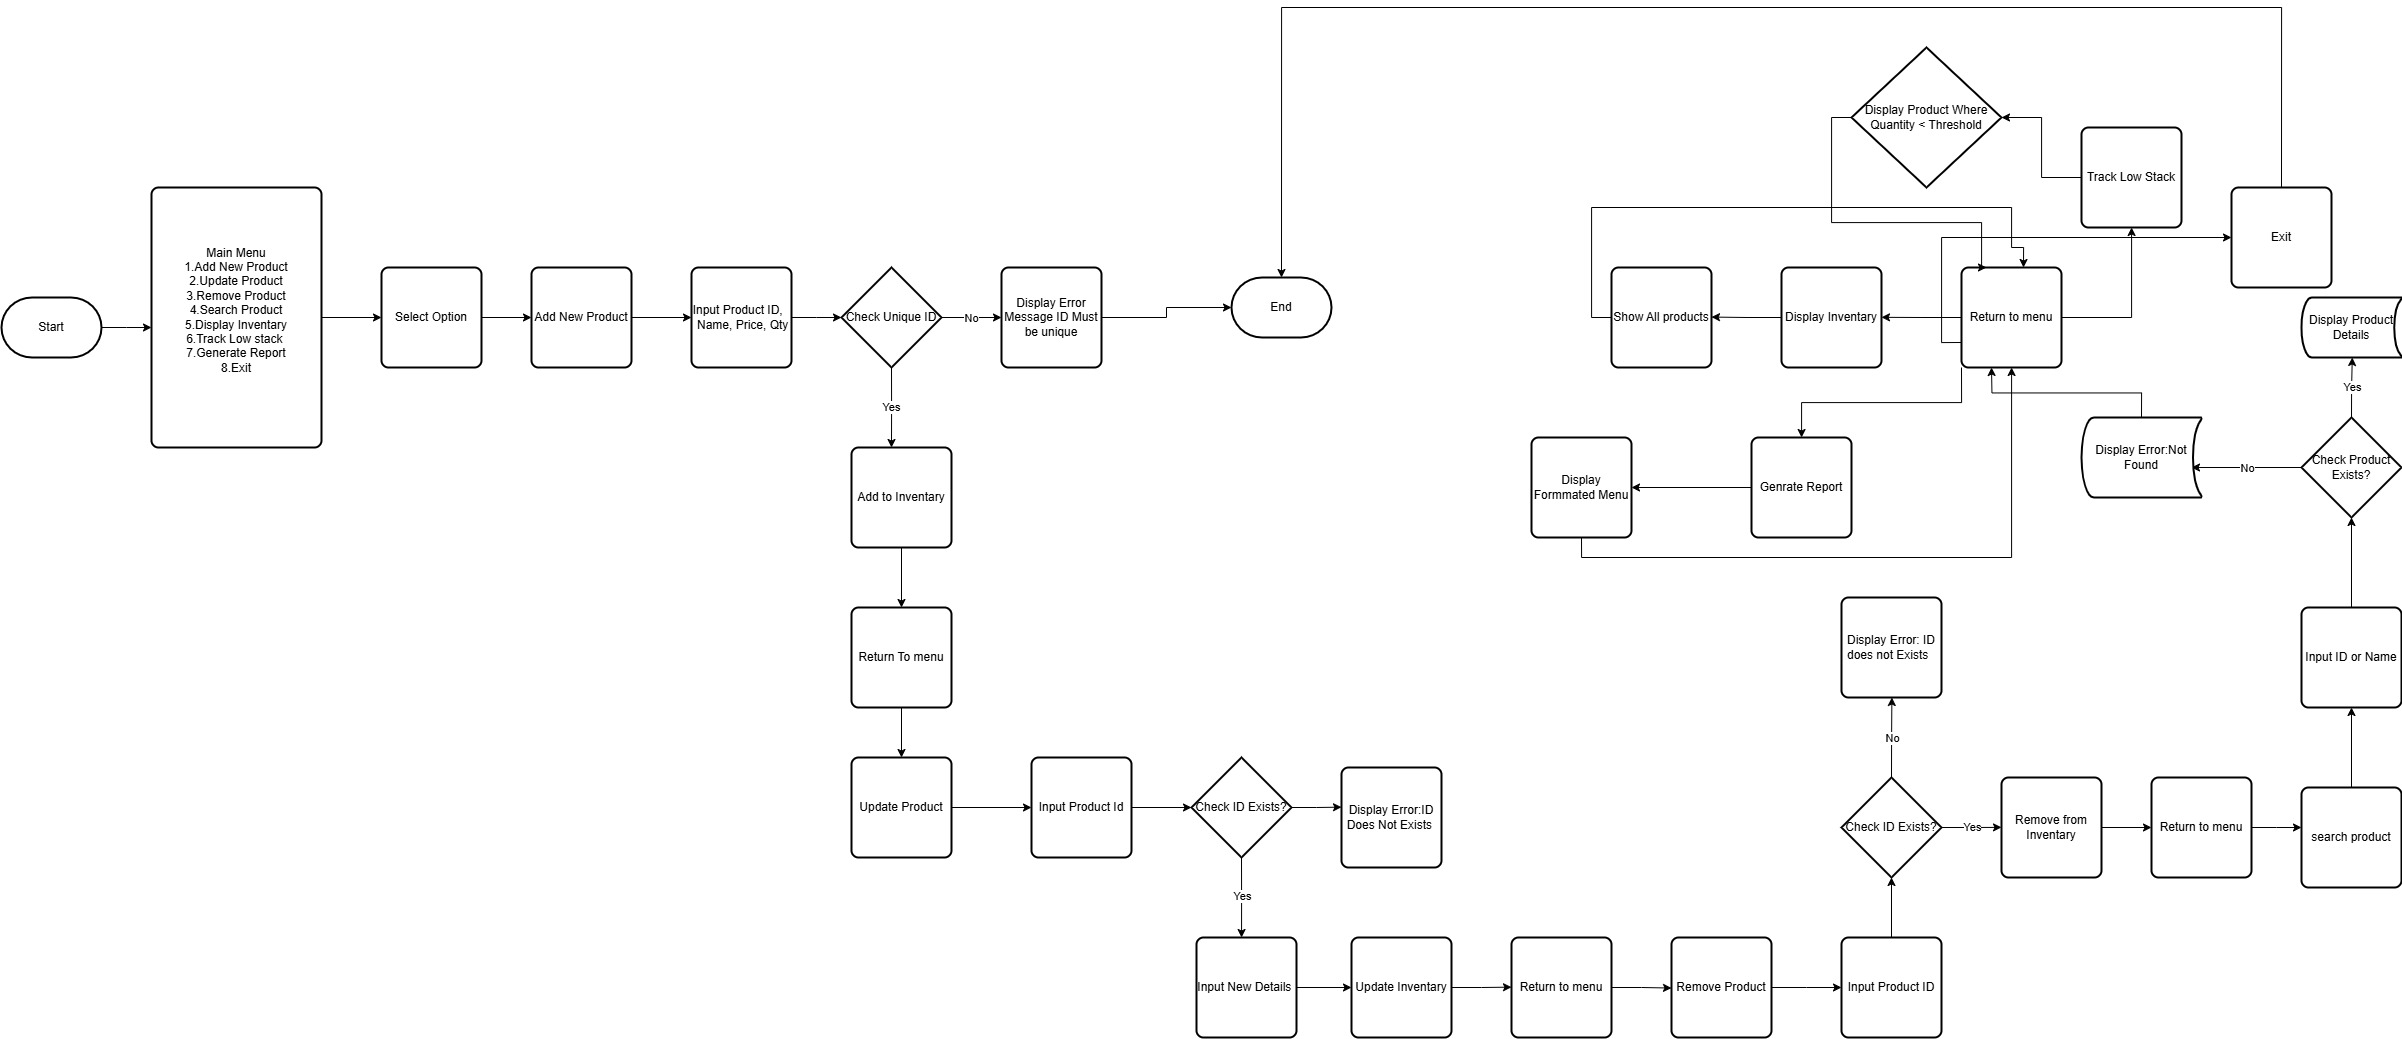 Start
Main Menu
1.Add New Product
2.Update Product
3.Remove Product
4.Search Product
5.Display Inventory
6.Track Low stack
7.Generate Report
8.Exit
Select Option
Add New Product
Input Product ID,
Name, Price, Qty
Check Unique ID
No
Display Error
Message ID Must
be unique
End
Yes
Add to Inventory
Return To menu
Update Product
Input Product Id
Check ID Exists?
Display Error:ID
Does Not Exists
Yes
Input New Details
Update Inventory
Return to menu
Remove Product
Input Product ID
Check ID Exists?
No
Display Error: ID
does not Exists
Yes
Remove from
Inventory
Return to menu
search product
Input ID or Name
Check Product
Exists?
Yes
Display Product
Details
No
Display Error:Not
Found
Return to menu
Display Inventory
Show All products
Genrate Report
Display
Formmated Menu
Track Low Stack
Display Product Where
Quantity < Threshold
Exit